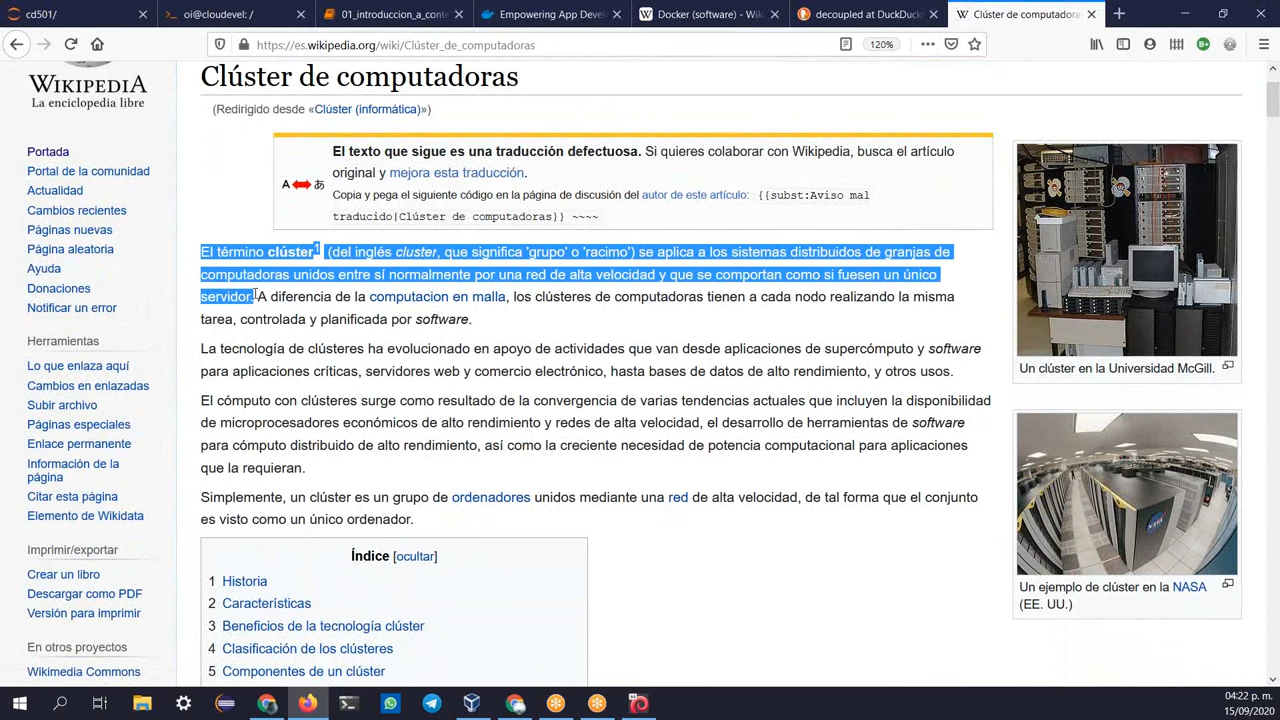 cd501/
oi@cloudevel: /
01_introduccion_a_cont
Empowering App Deve
Docker (software) - Wiki
decoupled at DuckDuck
Clúster de computadoras
https://es.wikipedia.org/wiki/Clúster_de_computadoras
120%
WIKIPEDIA
La enciclopedia libre
Portada
Portal de la comunidad
Actualidad
Cambios recientes
Páginas nuevas
Página aleatoria
Ayuda
Donaciones
Notificar un error
Herramientas
Lo que enlaza aquí
Cambios en enlazadas
Subir archivo
Páginas especiales
Enlace permanente
Información de la
página
Citar esta página
Elemento de Wikidata
Imprimir/exportar
Crear un libro
Descargar como PDF
Versión para imprimir
En otros proyectos
Wikimedia Commons
Clúster de computadoras
(Redirigido desde «Clúster (informática)»)
El texto que sigue es una traducción defectuosa. Si quieres colaborar con Wikipedia, busca el artículo
original y mejora esta traducción.
Copia y pega el siguiente código en la página de discusión del autor de este artículo: {{subst:Aviso mal
traducido|Clúster de computadoras}} ~~~~
El término clúster1 (del inglés cluster, que significa 'grupo' o 'racimo') se aplica a los sistemas distribuidos de granjas de
computadoras unidos entre sí normalmente por una red de alta velocidad y que se comportan como si fuesen un único
servidor. A diferencia de la computacion en malla, los clústeres de computadoras tienen a cada nodo realizando la misma
tarea, controlada y planificada por software.
La tecnología de clústeres ha evolucionado en apoyo de actividades que van desde aplicaciones de supercómputo y software
para aplicaciones críticas, servidores web y comercio electrónico, hasta bases de datos de alto rendimiento, y otros usos.
El cómputo con clústeres surge como resultado de la convergencia de varias tendencias actuales que incluyen la disponibilidad
de microprocesadores económicos de alto rendimiento y redes de alta velocidad, el desarrollo de herramientas de software
para cómputo distribuido de alto rendimiento, así como la creciente necesidad de potencia computacional para aplicaciones
que la requieran.
Simplemente, un clúster es un grupo de ordenadores unidos mediante una red de alta velocidad, de tal forma que el conjunto
es visto como un único ordenador.
Índice [ocultar]
1 Historia
2 Características
3 Beneficios de la tecnología clúster
4 Clasificación de los clústeres
5 Componentes de un clúster
Un clúster en la Universidad McGill.
NASA
Un ejemplo de clúster en la NASA
(EE. UU.)
04:22 p. m.
15/09/2020